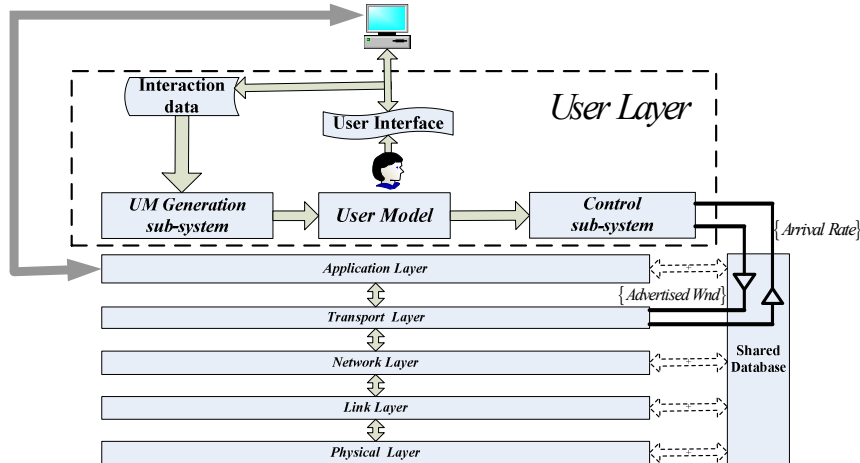 Interaction
data
User Layer
User Interface
UM Generation
sub-system
User Model
Control
sub-system
{Arrival Rate}
Application Layer
{Advertised Wnd}
Transport Layer
Shared
Database
Network Layer
Link Layer
Physical Layer